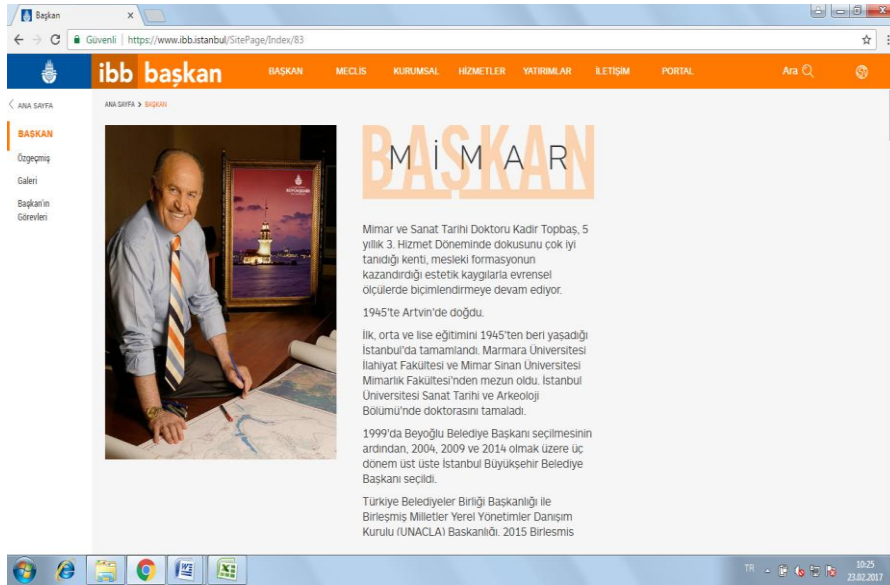 Başkan
Güvenli
https://www.ibb.istanbul/SitePage/Index/83
ibb başkan
BAŞKAN
MECLİS
KURUMSAL
HİZMETLER
YATIRIMLAR
İLETİŞİM
PORTAL
Ara
ANA SAYFA
BAŞKAN
Özgeçmiş
Galeri
Başkan'ın
Görevleri
ANA SAYFA > BAŞKAN
BAŞKAN
MİMAR
Mimar ve Sanat Tarihi Doktoru Kadir Topbaş, 5
yıllık 3. Hizmet Döneminde dokusunu çok iyi
tanıdığı kenti, mesleki formasyonun
kazandırdığı estetik kaygılarla evrensel
ölçülerde biçimlendirmeye devam ediyor.
1945'te Artvin'de doğdu.
İlk, orta ve lise eğitimini 1945'ten beri yaşadığı
İstanbul'da tamamlandı. Marmara Üniversitesi
İlahiyat Fakültesi ve Mimar Sinan Üniversitesi
Mimarlık Fakültesi'nden mezun oldu. İstanbul
Üniversitesi Sanat Tarihi ve Arkeoloji
Bölümü'nde doktorasını tamaladı.
1999'da Beyoğlu Belediye Başkanı seçilmesinin
ardından, 2004, 2009 ve 2014 olmak üzere üç
dönem üst üste İstanbul Büyükşehir Belediye
Başkanı seçildi.
Türkiye Belediyeler Birliği Başkanlığı ile
Birleşmiş Milletler Yerel Yönetimler Danışım
Kurulu (UNACLA) Başkanlığı, 2015 Birleşmiş
TR
10:25
23.02.2017